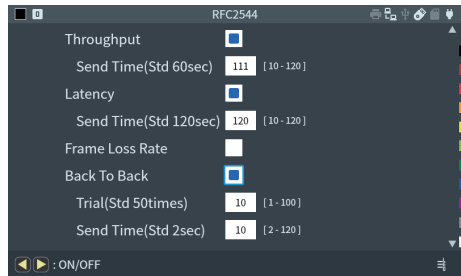 0 RFC2544
Throughput
Send Time(Std 60sec) 111 [ 10 - 120 ]
Latency
Send Time(Std 120sec) 120 [ 10 - 120 ]
Frame Loss Rate
Back To Back
Trial(Std 50times) 10 [ 1 - 100 ]
Send Time(Std 2sec) 10 [ 2 - 120 ]
: ON/OFF